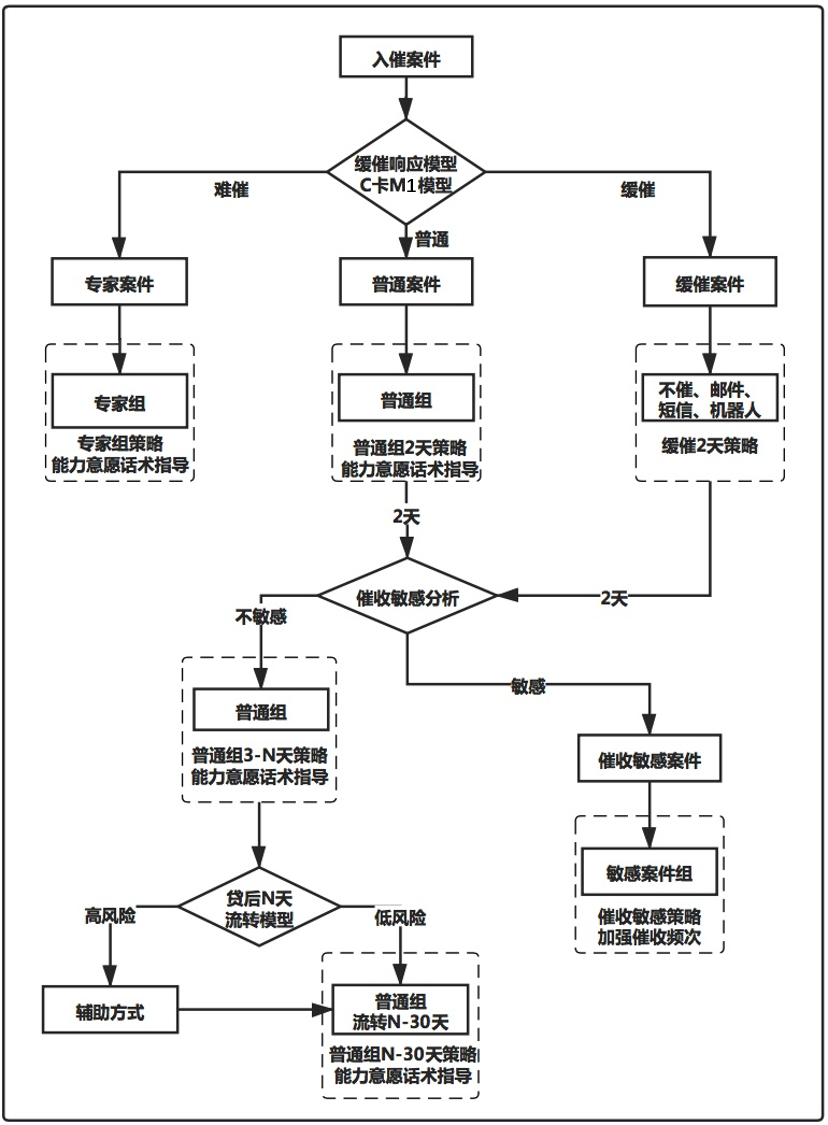 入催案件
缓催响应模型
C卡M1模型
难催
缓催
普通
专家案件
普通案件
缓催案件
专家组
专家组策略
能力意愿话术指导
普通组
普通组2天策略
能力意愿话术指导
不催、邮件、
短信、机器人
缓催2天策略
2天
催收敏感分析
2天
不敏感
敏感
普通组
普通组3-N天策略
能力意愿话术指导
催收敏感案件
敏感案件组
催收敏感策略
加强催收频次
贷后N天
流转模型
高风险
低风险
辅助方式
普通组
流转N-30天
普通组N-30天策略
能力意愿话术指导